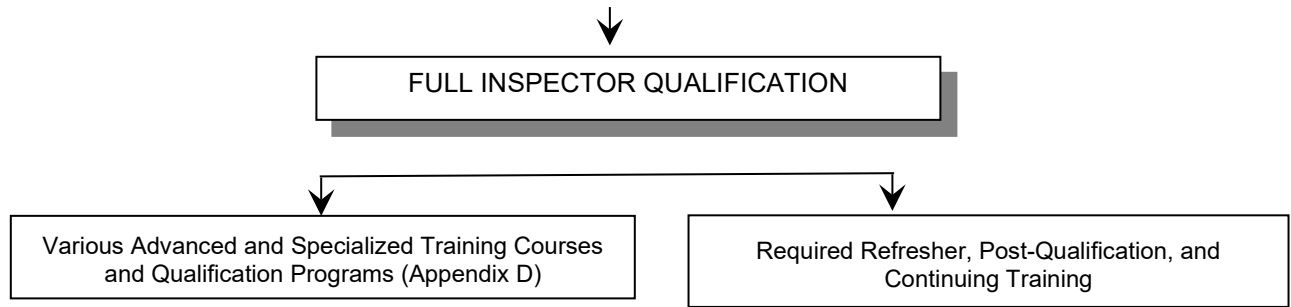 FULL INSPECTOR QUALIFICATION
Various Advanced and Specialized Training Courses
and Qualification Programs (Appendix D)
Required Refresher, Post-Qualification, and
Continuing Training